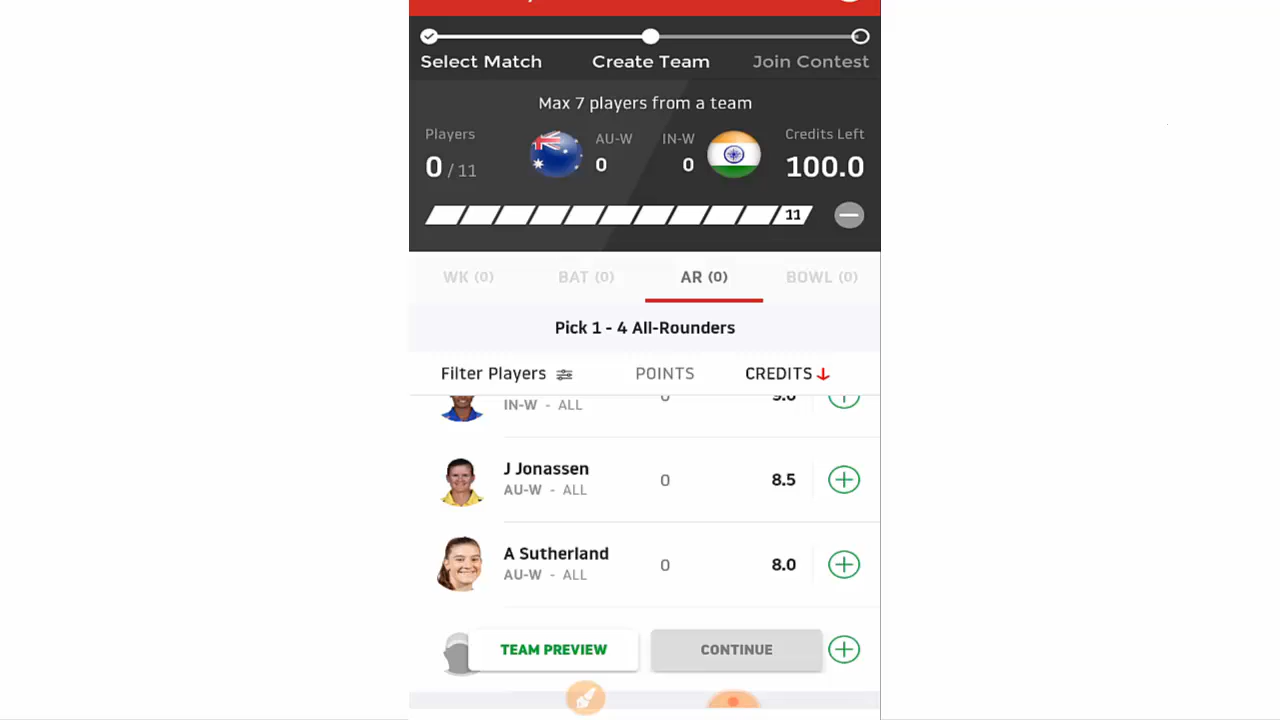 Select Match Create Team Join Contest
Max 7 players from a team
Players AU-W IN-W Credits Left
0 / 11 0 0 100.0
11
WK (0) BAT (0) AR (0) BOWL (0)
Pick 1 - 4 All-Rounders
Filter Players POINTS CREDITS
IN-W - ALL
J Jonassen
AU-W - ALL 0 8.5
A Sutherland
AU-W - ALL 0 8.0
TEAM PREVIEW CONTINUE